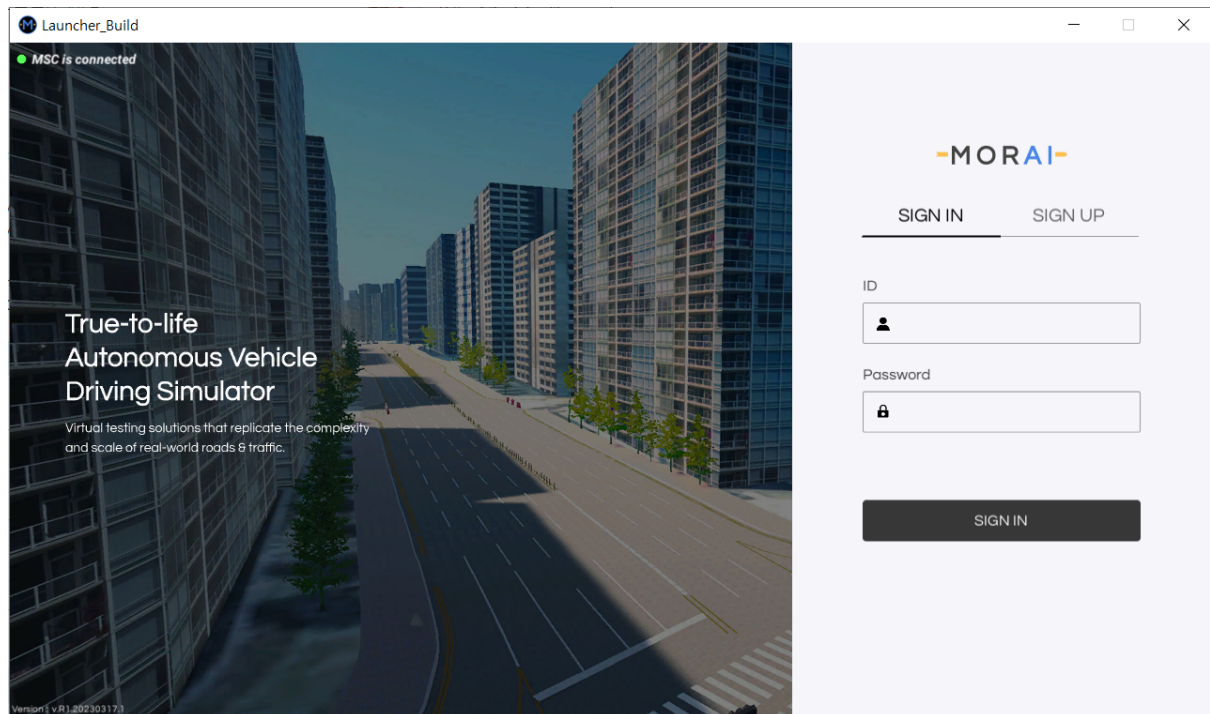 Launcher_Build
MSC is connected
True-to-life
Autonomous Vehicle
Driving Simulator
Virtual testing solutions that replicate the complexity
and scale of real-world roads & traffic.
Version : v.R1.20230317.1
MORAI
SIGN IN
SIGN UP
ID
Password
SIGN IN